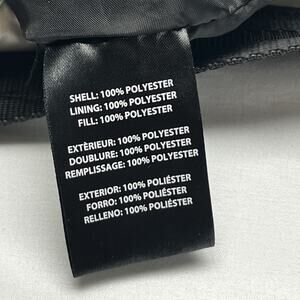 SHELL: 100% POLYESTER
LINING: 100% POLYESTER
FILL: 100% POLYESTER
EXTÈRIEUR: 100% POLYESTER
DOUBLURE: 100% POLYESTER
REMPLISSAGE: 100% POLYESTER
EXTERIOR: 100% POLIÉSTER
FORRO: 100% POLIÉSTER
RELLENO: 100% POLIÉSTER